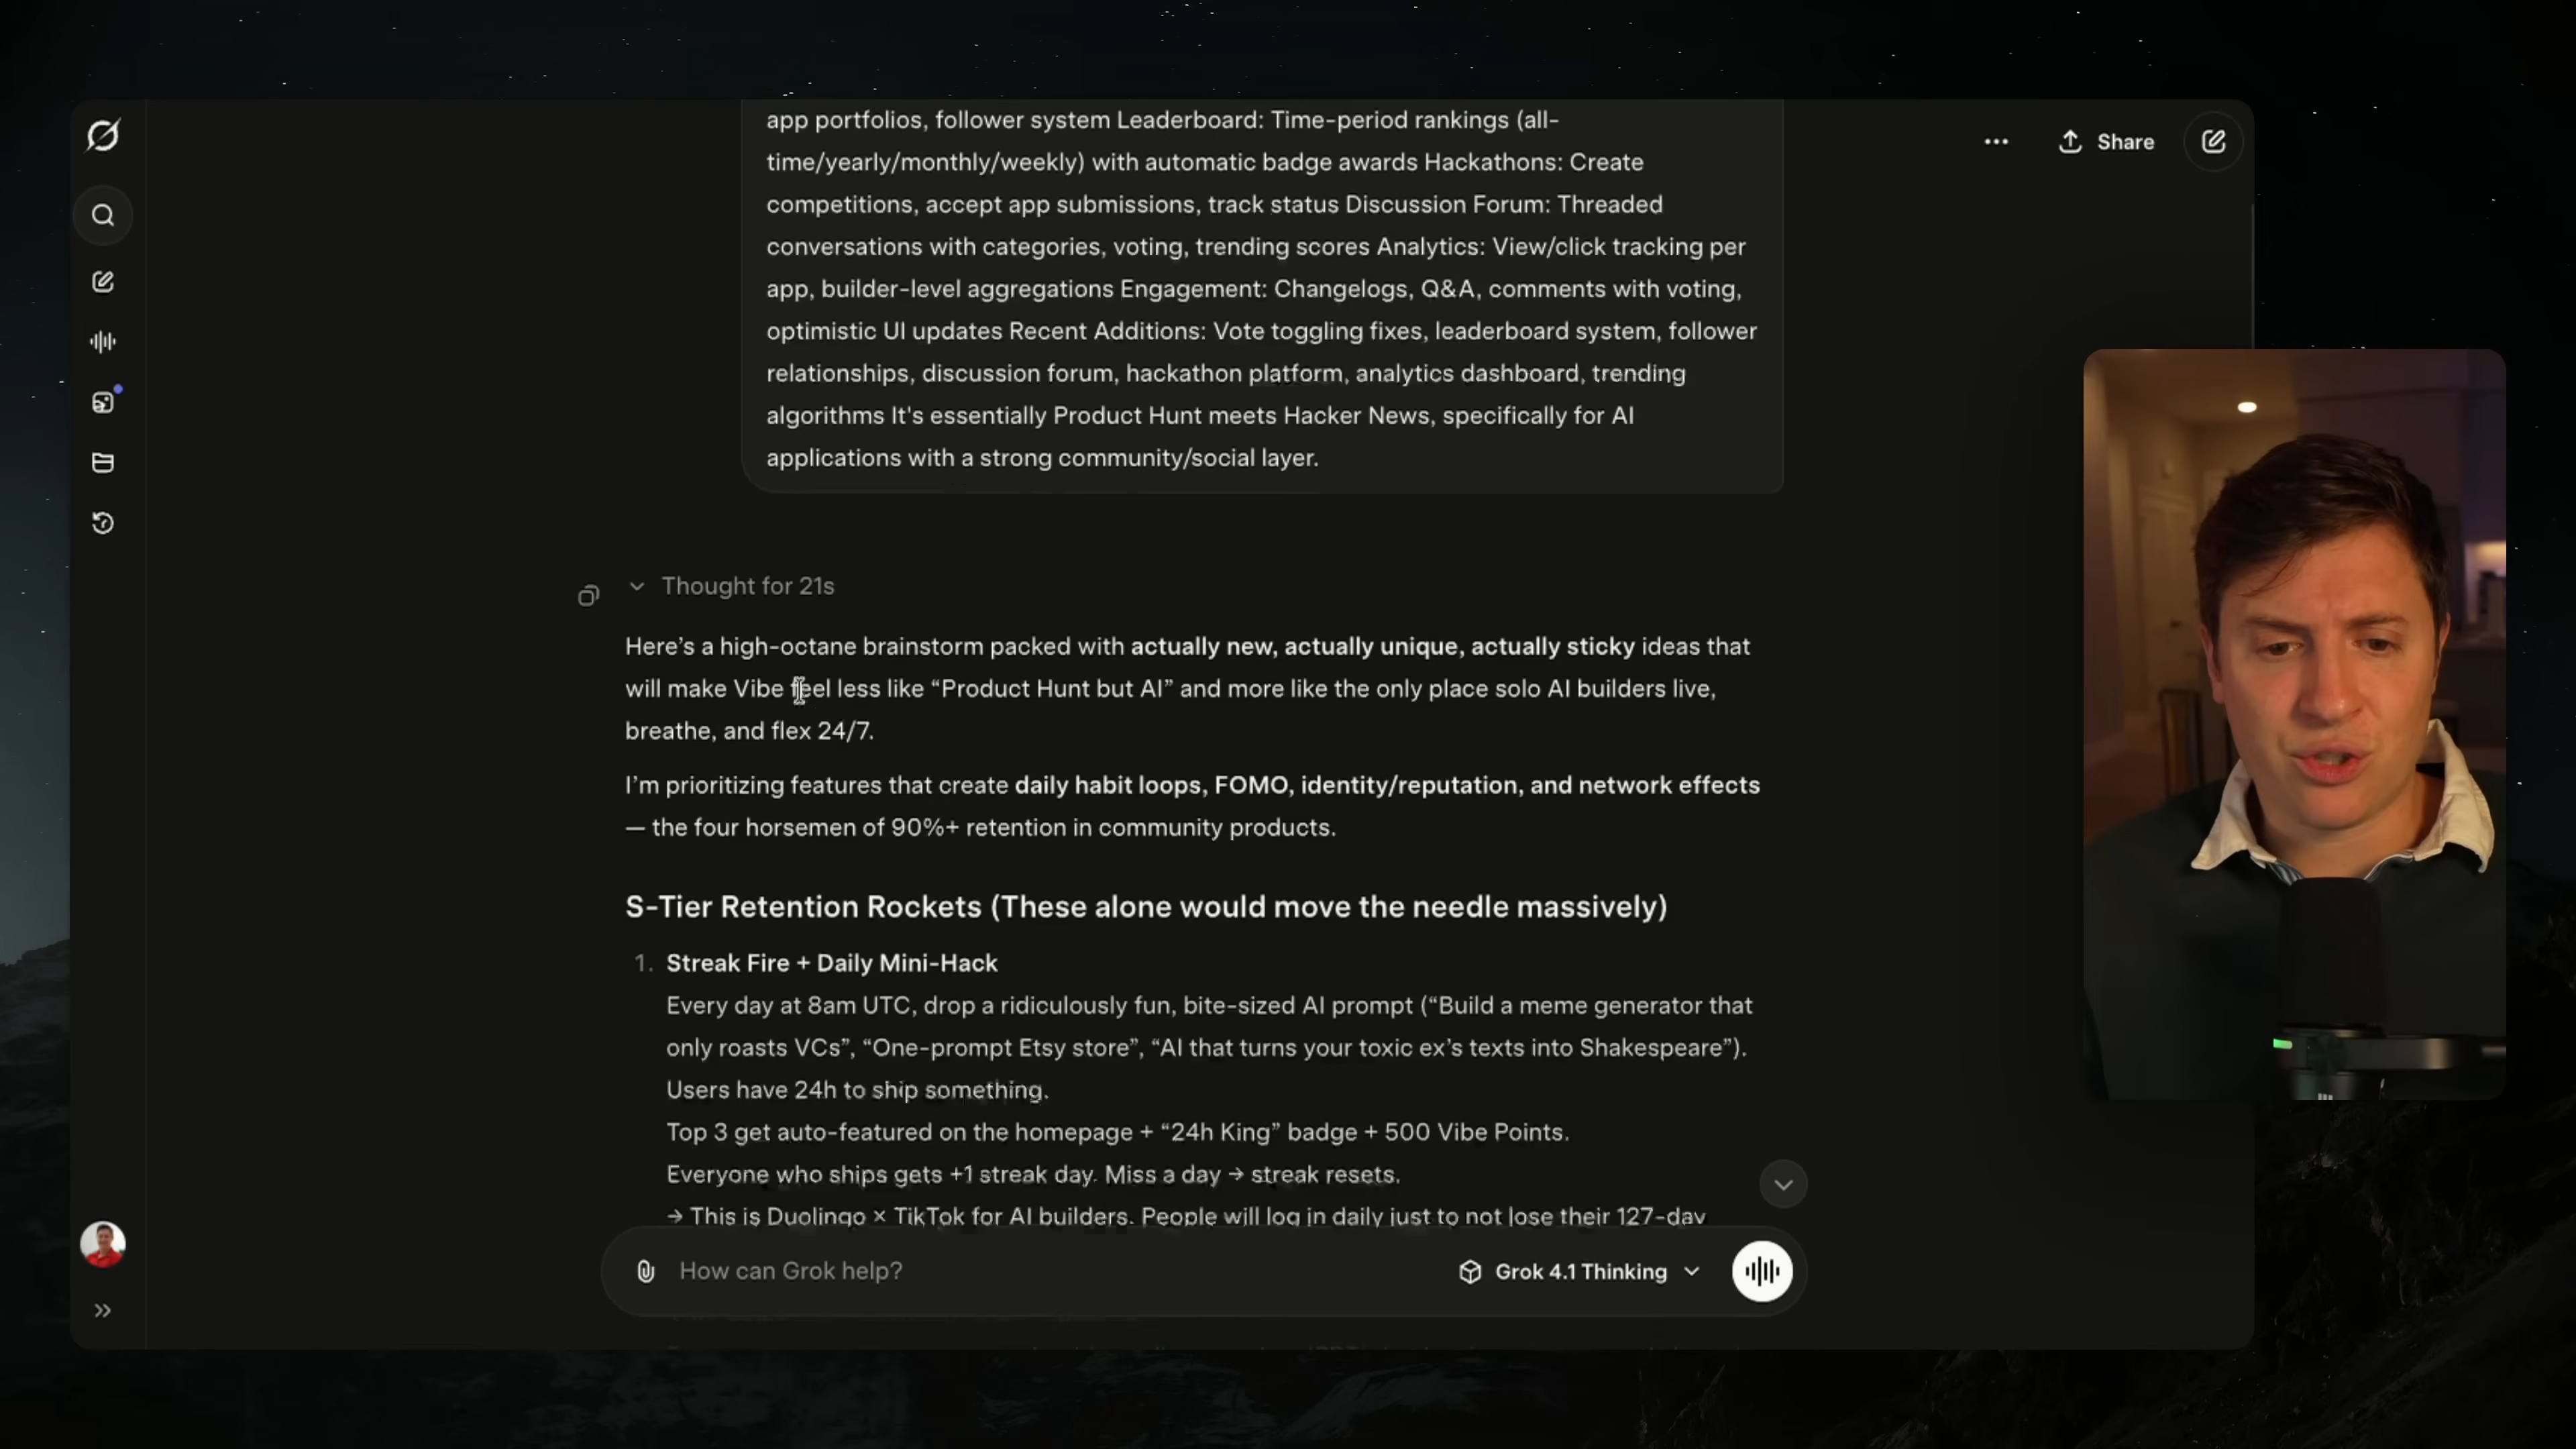 app portfolios, follower system Leaderboard: Time-period rankings (all-
time/yearly/monthly/weekly) with automatic badge awards Hackathons: Create
competitions, accept app submissions, track status Discussion Forum: Threaded
conversations with categories, voting, trending scores Analytics: View/click tracking per
app, builder-level aggregations Engagement: Changelogs, Q&A, comments with voting,
optimistic UI updates Recent Additions: Vote toggling fixes, leaderboard system, follower
relationships, discussion forum, hackathon platform, analytics dashboard, trending
algorithms It's essentially Product Hunt meets Hacker News, specifically for AI
applications with a strong community/social layer.
Share
Thought for 21s
Here’s a high-octane brainstorm packed with actually new, actually unique, actually sticky ideas that
will make Vibe feel less like “Product Hunt but AI” and more like the only place solo AI builders live,
breathe, and flex 24/7.
I’m prioritizing features that create daily habit loops, FOMO, identity/reputation, and network effects
— the four horsemen of 90%+ retention in community products.
S-Tier Retention Rockets (These alone would move the needle massively)
1. Streak Fire + Daily Mini-Hack
Every day at 8am UTC, drop a ridiculously fun, bite-sized AI prompt (“Build a meme generator that
only roasts VCs”, “One-prompt Etsy store”, “AI that turns your toxic ex’s texts into Shakespeare”).
Users have 24h to ship something.
Top 3 get auto-featured on the homepage + “24h King” badge + 500 Vibe Points.
Everyone who ships gets +1 streak day. Miss a day → streak resets.
→ This is Duolingo × TikTok for AI builders. People will log in daily just to not lose their 127-day
How can Grok help?
Grok 4.1 Thinking